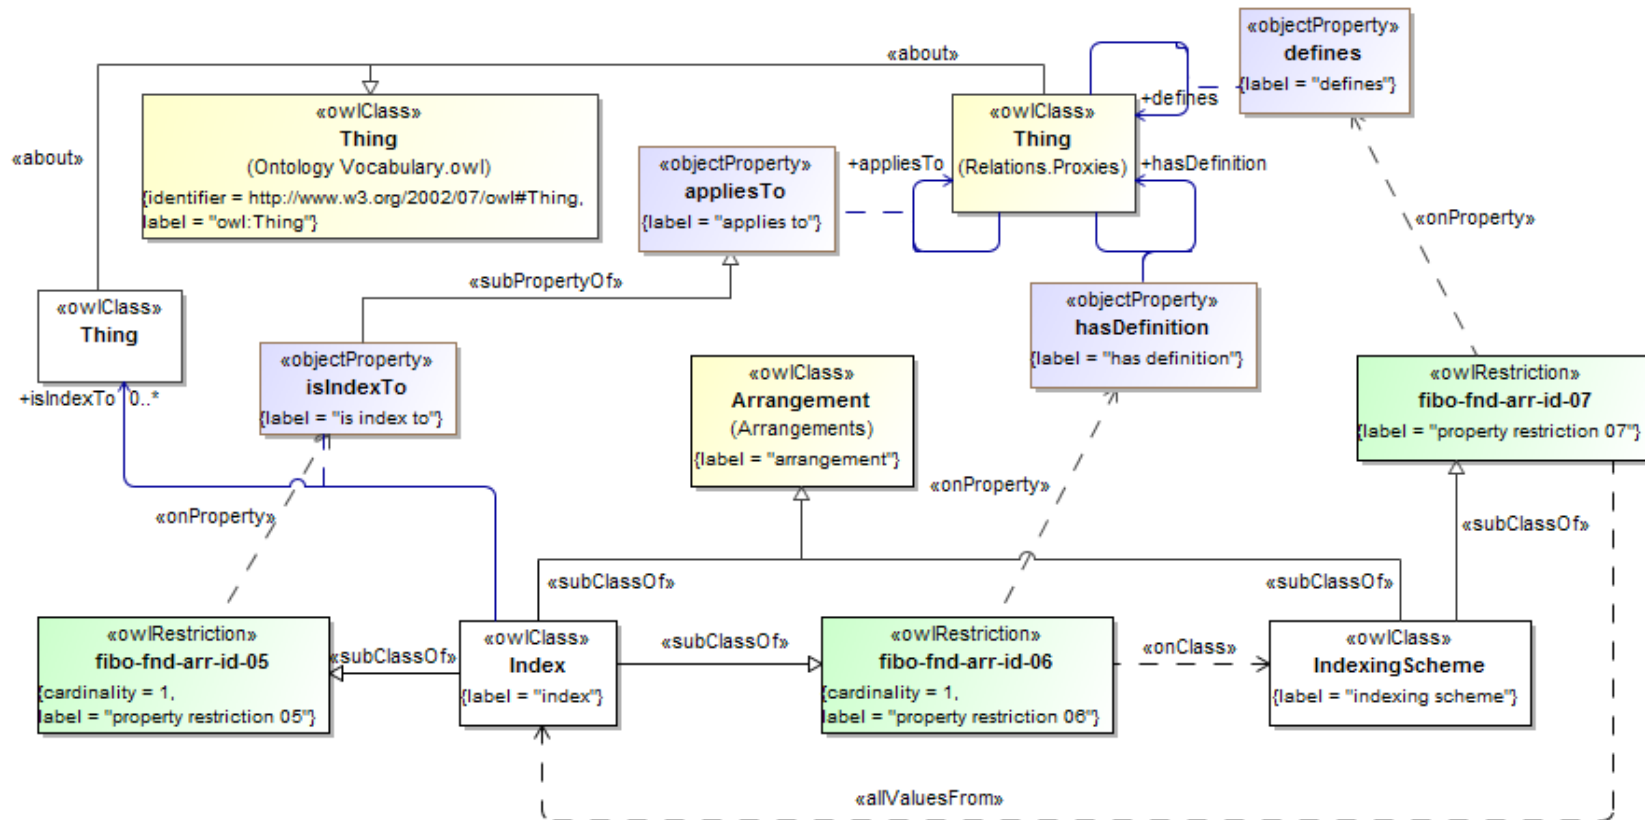 «objectProperty»
defines
{label = "defines"}
«about»
+defines
«owlClass»
Thing
(Ontology Vocabulary.owl)
{identifier = http://www.w3.org/2002/07/owl#Thing,
label = "owl:Thing"}
«owlClass»
Thing
(Relations.Proxies)
«about»
«objectProperty»
appliesTo
{label = "applies to"}
+appliesTo
+hasDefinition
«onProperty»
«subPropertyOf»
«owlClass»
Thing
+isIndexTo 0..*
«objectProperty»
isIndexTo
{label = "is index to"}
«objectProperty»
hasDefinition
{label = "has definition"}
«owlClass»
Arrangement
(Arrangements)
{label = "arrangement"}
«owlRestriction»
fibo-fnd-arr-id-07
{label = "property restriction 07"}
«onProperty»
«onProperty»
«subClassOf»
«subClassOf»
«subClassOf»
«owlRestriction»
fibo-fnd-arr-id-05
{cardinality = 1,
label = "property restriction 05"}
«subClassOf»
«owlClass»
Index
{label = "index"}
«subClassOf»
«owlRestriction»
fibo-fnd-arr-id-06
{cardinality = 1,
label = "property restriction 06"}
«onClass»
«owlClass»
IndexingScheme
{label = "indexing scheme"}
«allValuesFrom»